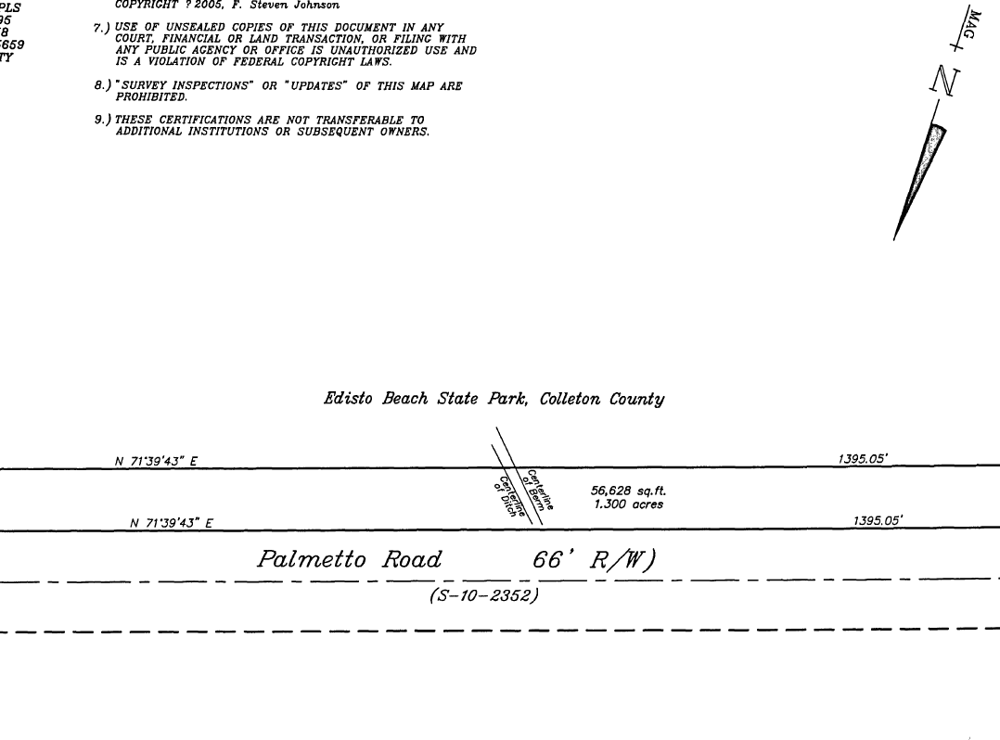 PLS
95
8
5659
TY
COPYRIGHT ? 2005, F. Steven Johnson
7.) USE OF UNSEALED COPIES OF THIS DOCUMENT IN ANY
COURT, FINANCIAL OR LAND TRANSACTION, OR FILING WITH
ANY PUBLIC AGENCY OR OFFICE IS UNAUTHORIZED USE AND
IS A VIOLATION OF FEDERAL COPYRIGHT LAWS.
8.) "SURVEY INSPECTIONS" OR "UPDATES" OF THIS MAP ARE
PROHIBITED.
9.) THESE CERTIFICATIONS ARE NOT TRANSFERABLE TO
ADDITIONAL INSTITUTIONS OR SUBSEQUENT OWNERS.
MAG
N
Edisto Beach State Park, Colleton County
N 71°39'43" E
1395.05'
Centerline
of Ditch
Centerline
of Berm
56,628 sq.ft.
1.300 acres
N 71°39'43" E
1395.05'
Palmetto Road 66' R/W)
(S-10-2352)